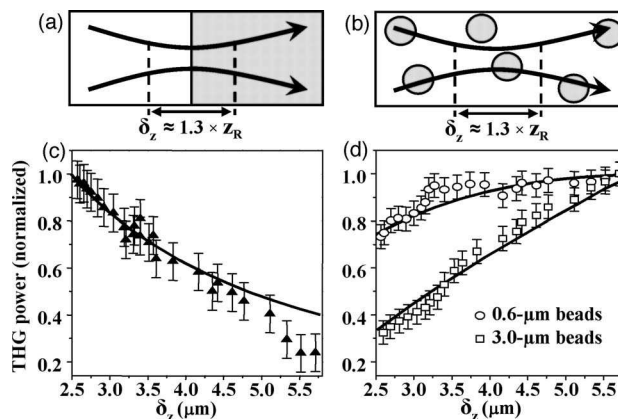 (a)
(b)
δz ≈ 1.3 × zR
δz ≈ 1.3 × zR
(c)
(d)
THG power (normalized)
1.0
0.8
0.6
0.4
0.2
1.0
0.8
0.6
0.4
0.2
0.6-μm beads
3.0-μm beads
2.5 3.0 3.5 4.0 4.5 5.0 5.5
2.5 3.0 3.5 4.0 4.5 5.0 5.5
δz (μm)
δz (μm)